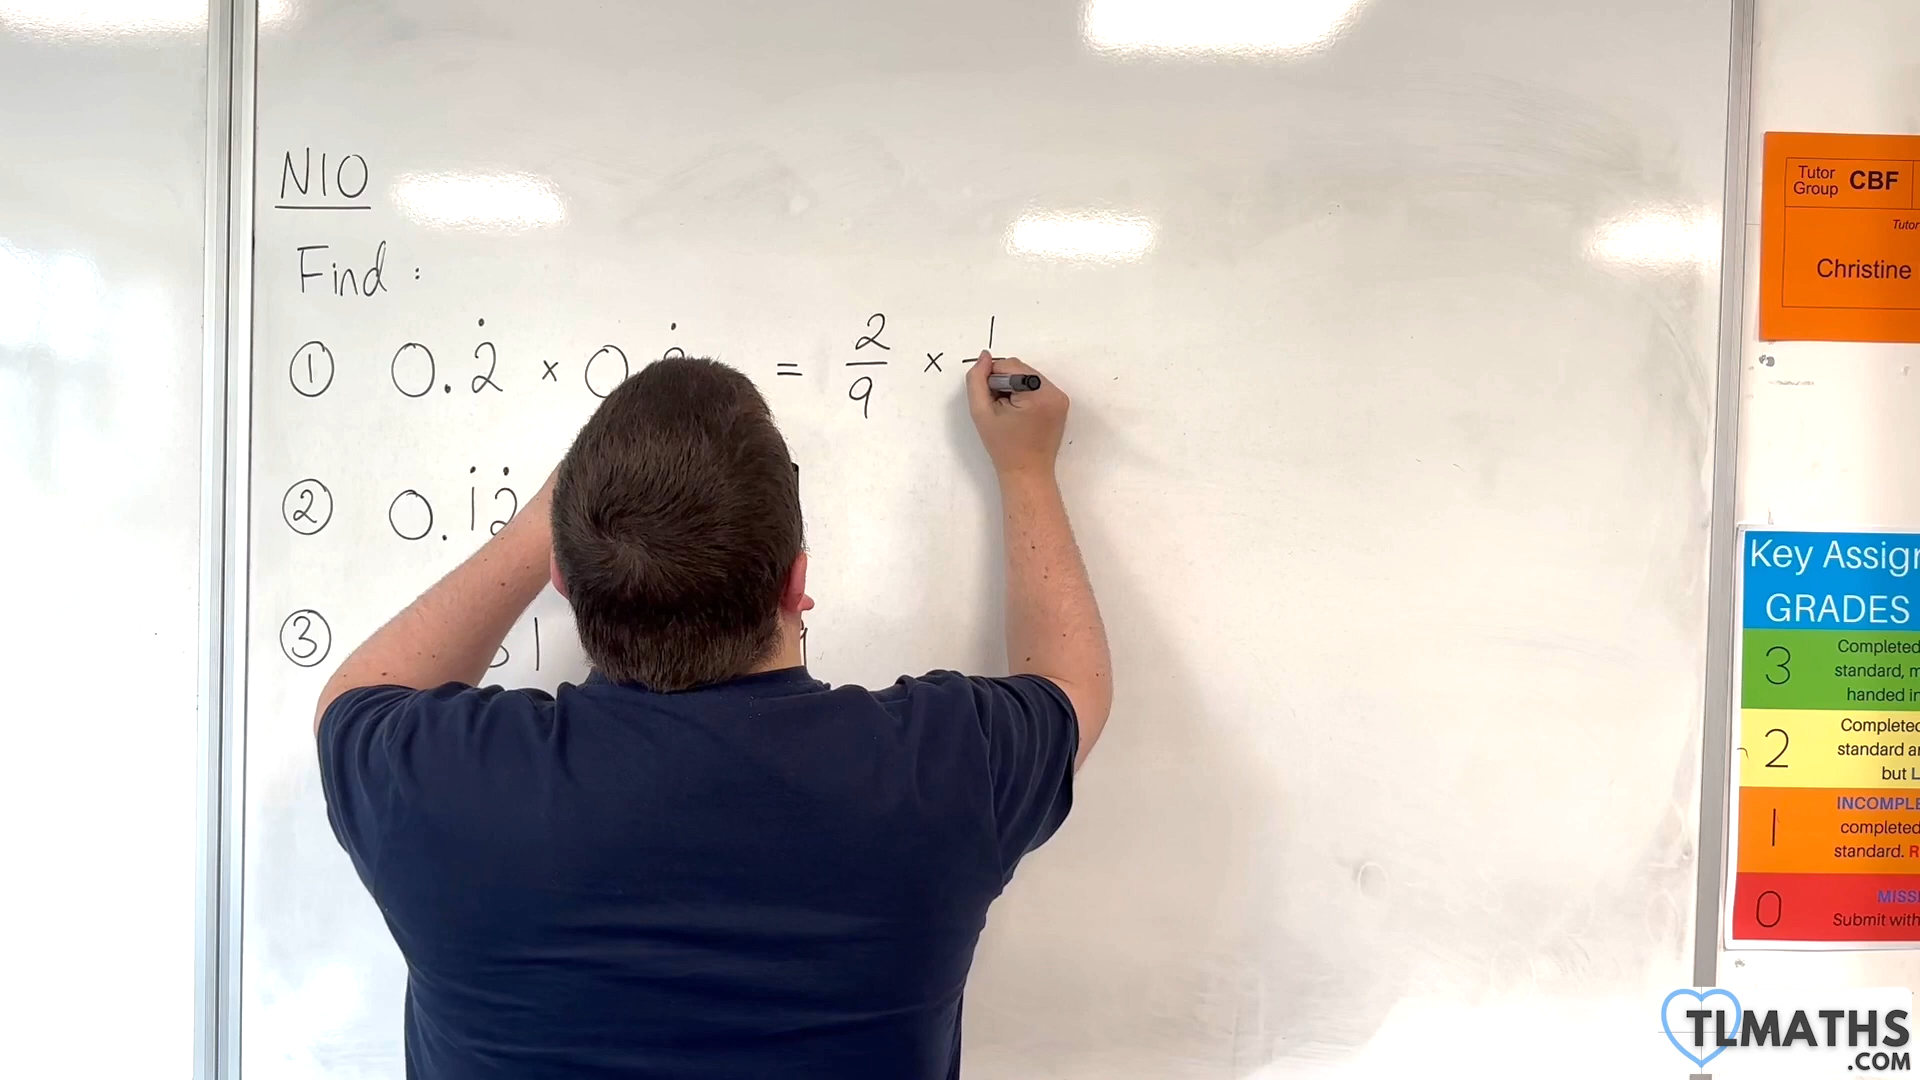 N10
Find :
① 0.2̇ × 0. = 2/9 × 1
② 0.1̇2̇
③ 31
Tutor Group CBF
Tutor
Christine
Key Assig
GRADES
3 Completed
standard, m
handed in
2 Completed
standard a
but L
1 INCOMPLE
completed
standard. R
0 MISS
Submit with
TLMATHS
.COM